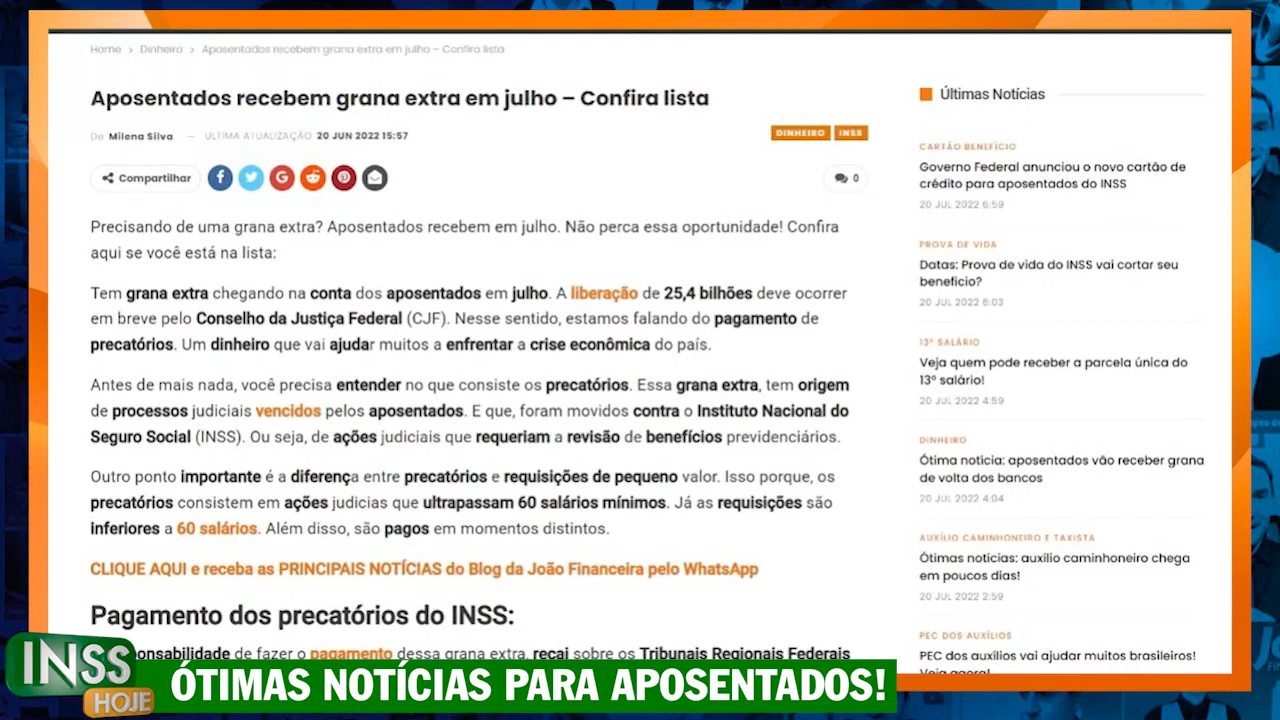 Home > Dinheiro > Aposentados recebem grana extra em julho – Confira lista
Aposentados recebem grana extra em julho – Confira lista
De Milena Silva — ULTIMA ATUALIZAÇÃO 20 JUN 2022 15:57
DINHEIRO INSS
Compartilhar
0
Precisando de uma grana extra? Aposentados recebem em julho. Não perca essa oportunidade! Confira
aqui se você está na lista:
Tem grana extra chegando na conta dos aposentados em julho. A liberação de 25,4 bilhões deve ocorrer
em breve pelo Conselho da Justiça Federal (CJF). Nesse sentido, estamos falando do pagamento de
precatórios. Um dinheiro que vai ajudar muitos a enfrentar a crise econômica do país.
Antes de mais nada, você precisa entender no que consiste os precatórios. Essa grana extra, tem origem
de processos judiciais vencidos pelos aposentados. E que, foram movidos contra o Instituto Nacional do
Seguro Social (INSS). Ou seja, de ações judiciais que requeriam a revisão de benefícios previdenciários.
Outro ponto importante é a diferença entre precatórios e requisições de pequeno valor. Isso porque, os
precatórios consistem em ações judicias que ultrapassam 60 salários mínimos. Já as requisições são
inferiores a 60 salários. Além disso, são pagos em momentos distintos.
CLIQUE AQUI e receba as PRINCIPAIS NOTÍCIAS do Blog da João Financeira pelo WhatsApp
Pagamento dos precatórios do INSS:
ponsabilidade de fazer o pagamento dessa grana extra, recai sobre os Tribunais Regionais Federais
Últimas Notícias
CARTÃO BENEFÍCIO
Governo Federal anunciou o novo cartão de
crédito para aposentados do INSS
20 JUL 2022 6:59
PROVA DE VIDA
Datas: Prova de vida do INSS vai cortar seu
beneficio?
20 JUL 2022 6:03
13º SALÁRIO
Veja quem pode receber a parcela única do
13º salário!
20 JUL 2022 4:59
DINHEIRO
Ótima notícia: aposentados vão receber grana
de volta dos bancos
20 JUL 2022 4:04
AUXÍLIO CAMINHONEIRO E TAXISTA
Ótimas notícias: auxílio caminhoneiro chega
em poucos dias!
20 JUL 2022 2:59
PEC DOS AUXÍLIOS
PEC dos auxílios vai ajudar muitos brasileiros!
Veja agora!
INSS
HOJE
ÓTIMAS NOTÍCIAS PARA APOSENTADOS!